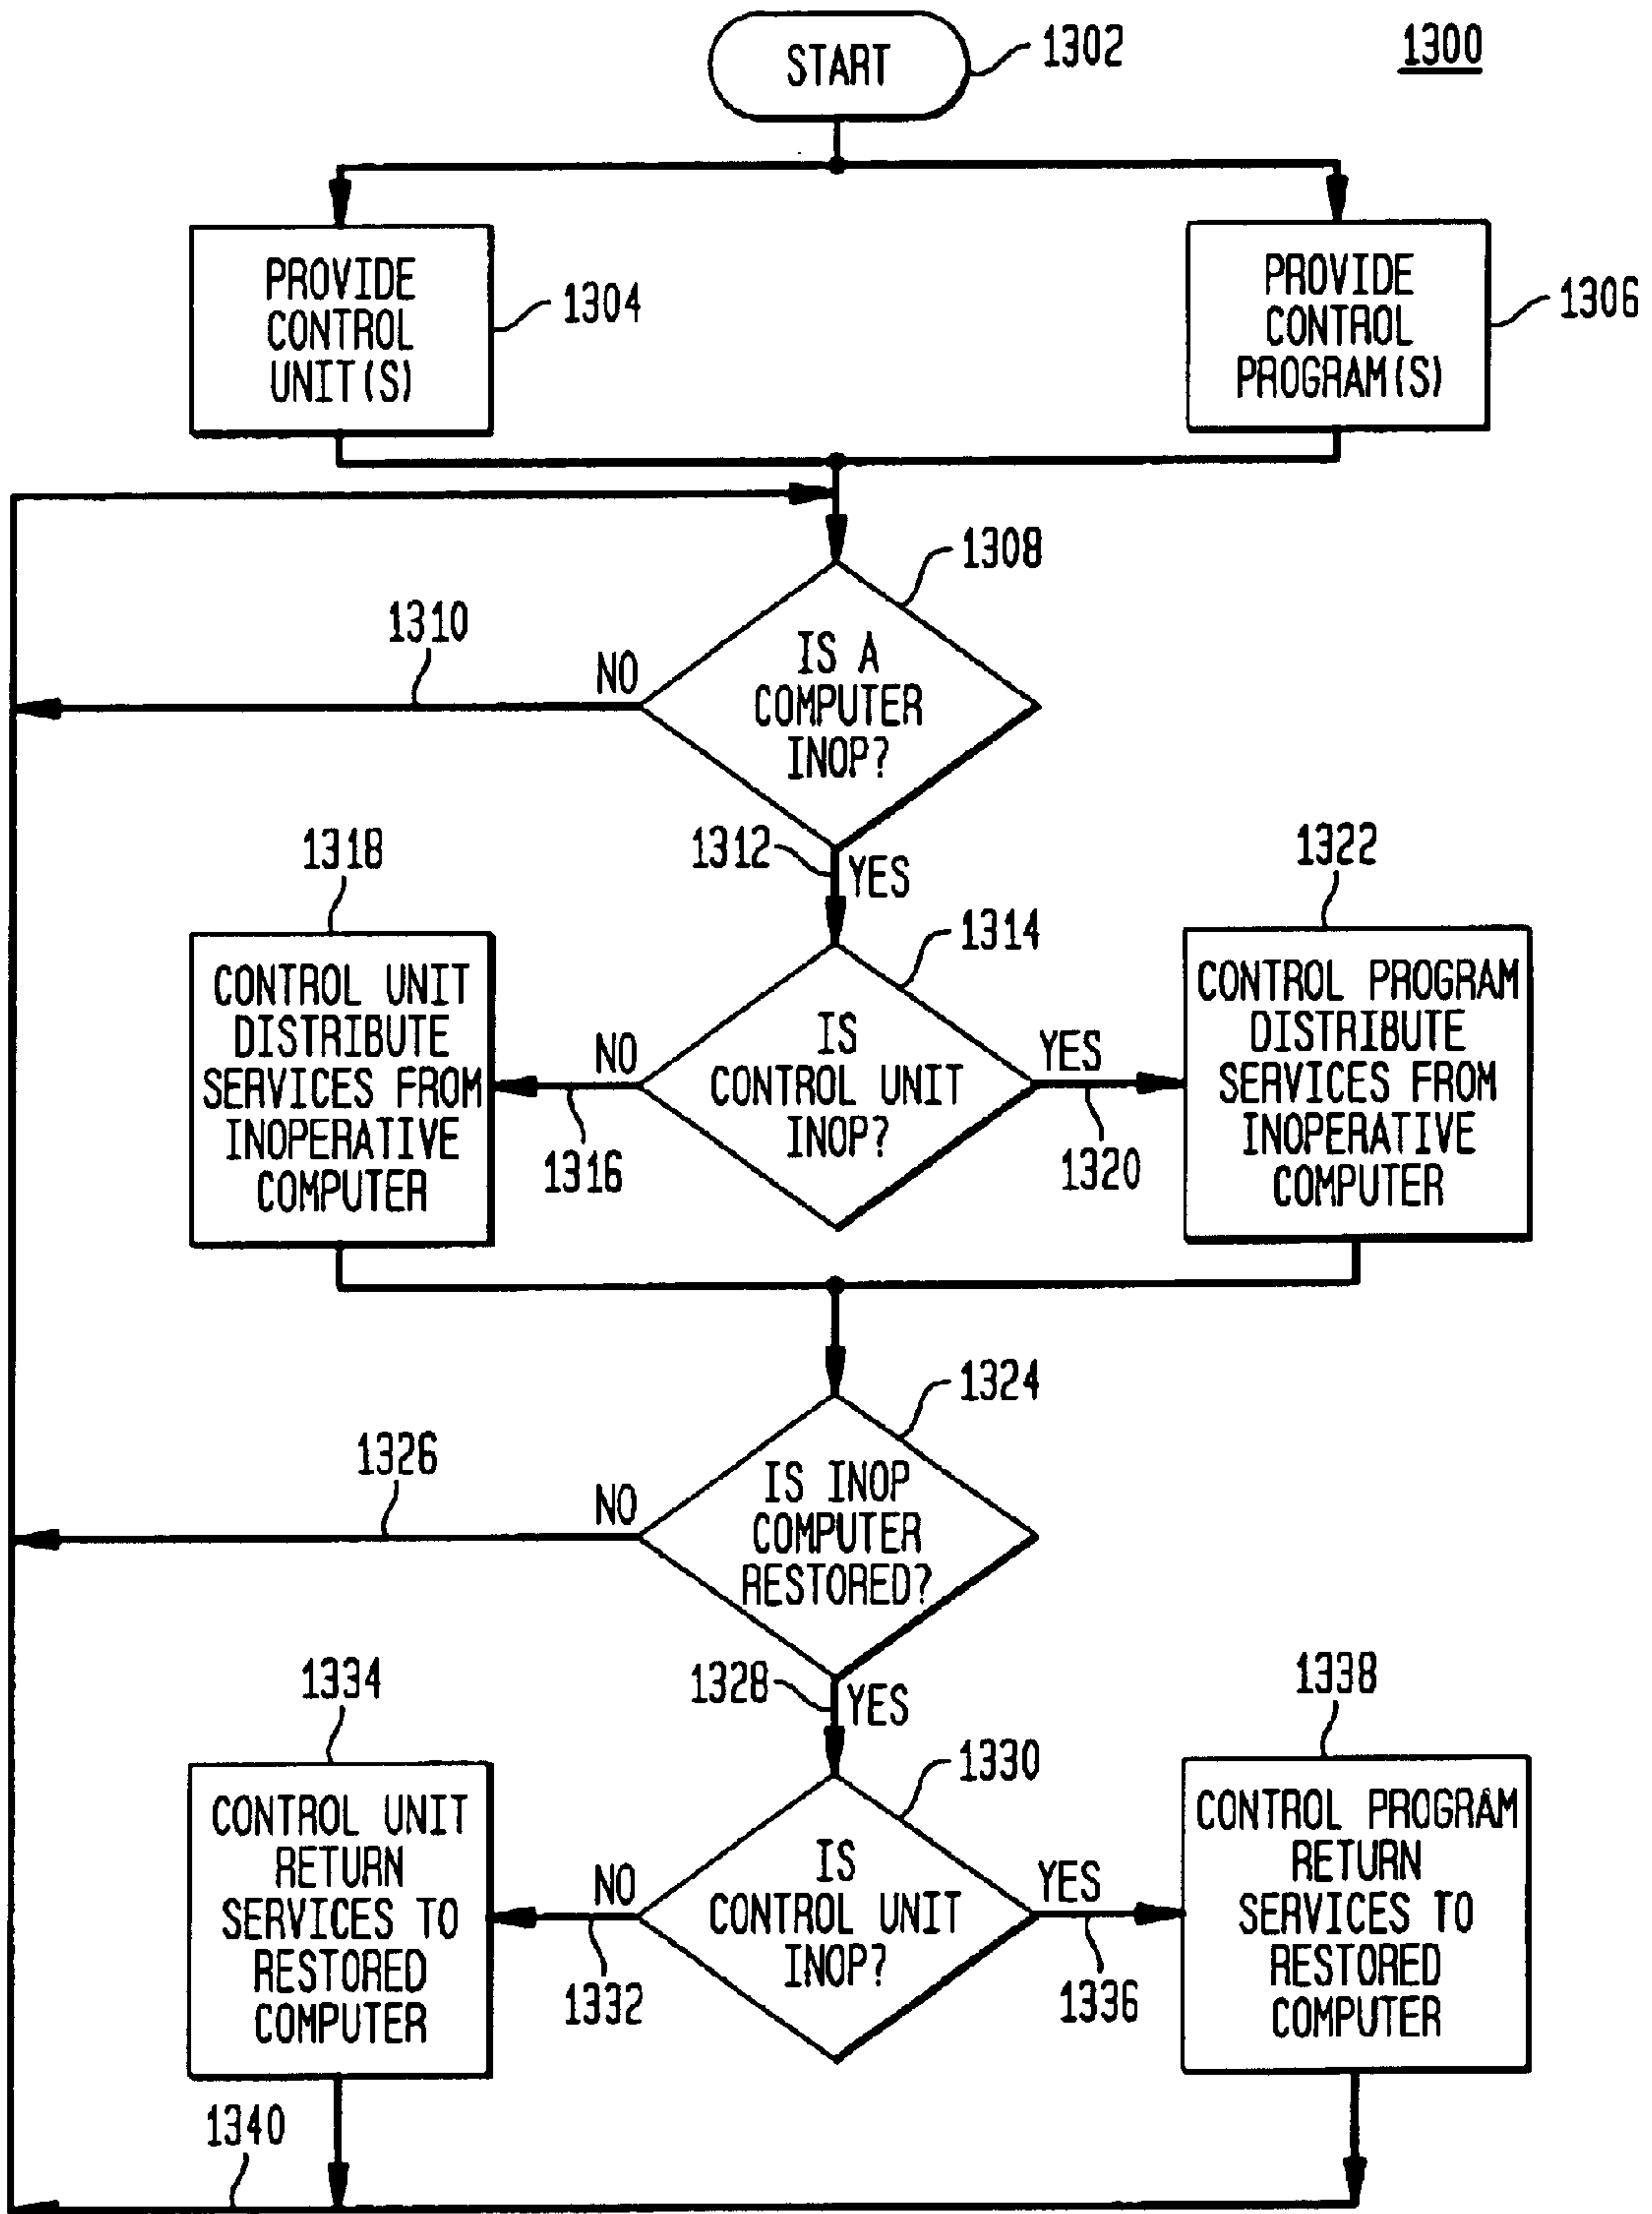 START
1302
1300
PROVIDE
CONTROL
UNIT(S)
1304
PROVIDE
CONTROL
PROGRAM(S)
1306
1308
IS A
COMPUTER
INOP?
NO
1310
1312
YES
1314
IS
CONTROL UNIT
INOP?
NO
1316
YES
1320
1318
CONTROL UNIT
DISTRIBUTE
SERVICES FROM
INOPERATIVE
COMPUTER
1322
CONTROL PROGRAM
DISTRIBUTE
SERVICES FROM
INOPERATIVE
COMPUTER
1324
IS INOP
COMPUTER
RESTORED?
NO
1326
1328
YES
1330
IS
CONTROL UNIT
INOP?
NO
1332
YES
1336
1334
CONTROL UNIT
RETURN
SERVICES TO
RESTORED
COMPUTER
1338
CONTROL PROGRAM
RETURN
SERVICES TO
RESTORED
COMPUTER
1340